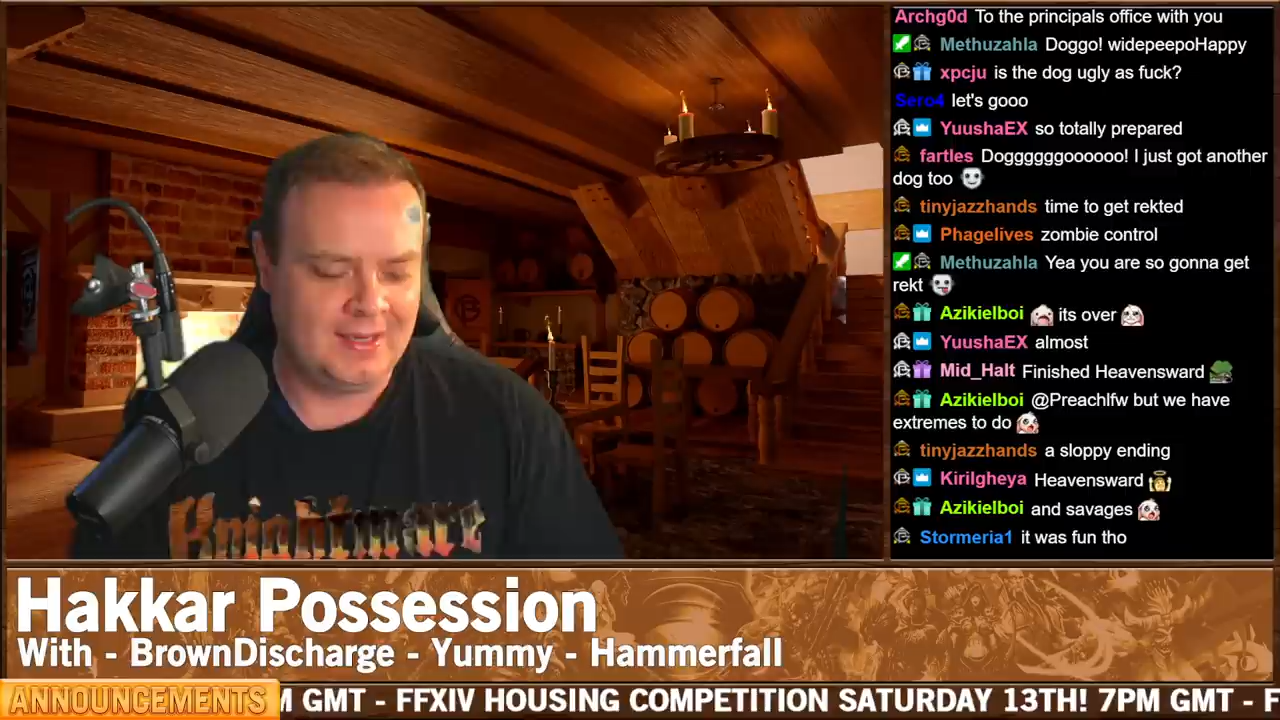 Archg0d To the principals office with you
Methuzahla Doggo! widepeepoHappy
xpcju is the dog ugly as fuck?
Sero4 let's gooo
YuushaEX so totally prepared
fartles Doggggggoooooo! I just got another
dog too
tinyjazzhands time to get rekted
Phagelives zombie control
Methuzahla Yea you are so gonna get
rekt
Azikielboi its over
YuushaEX almost
Mid_Halt Finished Heavensward
Azikielboi @Preachlfw but we have
extremes to do
tinyjazzhands a sloppy ending
Kirilgheya Heavensward
Azikielboi and savages
Stormeria1 it was fun tho
Knightmare
Hakkar Possession
With - BrownDischarge - Yummy - Hammerfall
ANNOUNCEMENTS M GMT - FFXIV HOUSING COMPETITION SATURDAY 13TH! 7PM GMT - F